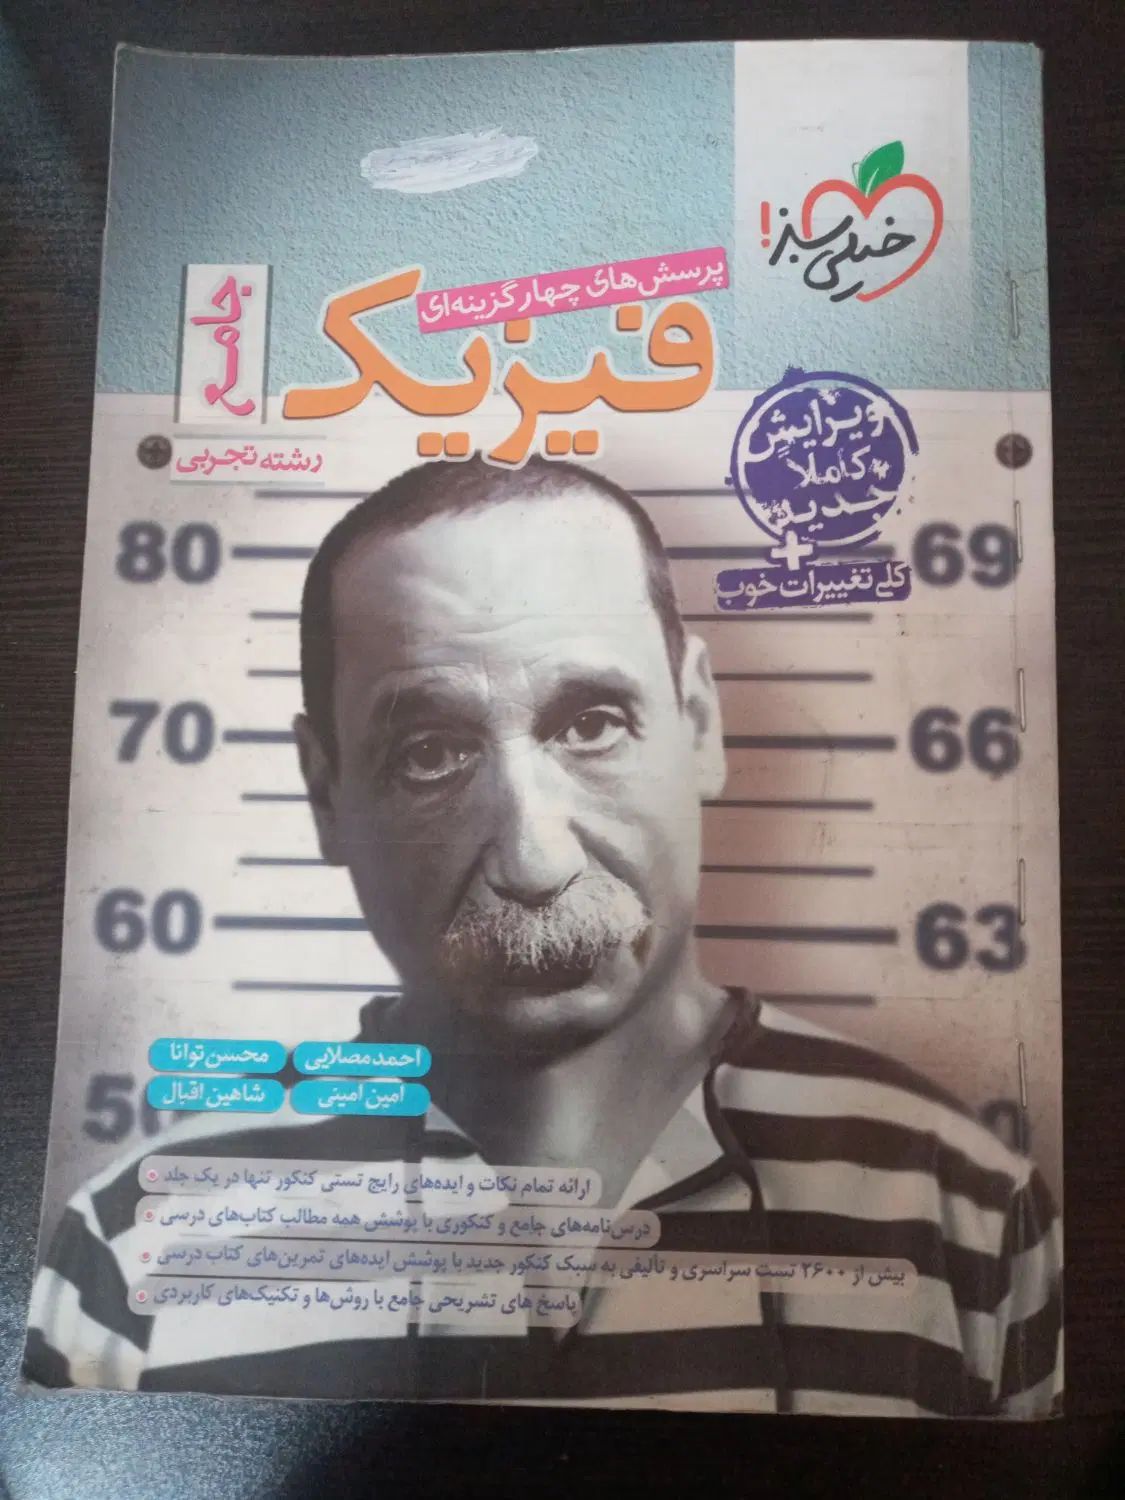 خیلی سبز!
پرسش‌های چهارگزینه‌ای
فیزیک
جامع
رشته تجربی
ویرایش
کاملاً
جدید
+
کلی تغییرات خوب
80
69
70
66
60
63
احمد مصلایی
محسن توانا
امین امینی
شاهین اقبال
ارائه تمام نکات و ایده‌های رایج تستی کنکور تنها در یک جلد
درس‌نامه‌های جامع و کنکوری با پوشش همه مطالب کتاب‌های درسی
بیش از ۲۶۰۰ تست سراسری و تألیفی به سبک کنکور جدید با پوشش ایده‌های تمرین‌های کتاب درسی
پاسخ های تشریحی جامع با روش‌ها و تکنیک‌های کاربردی